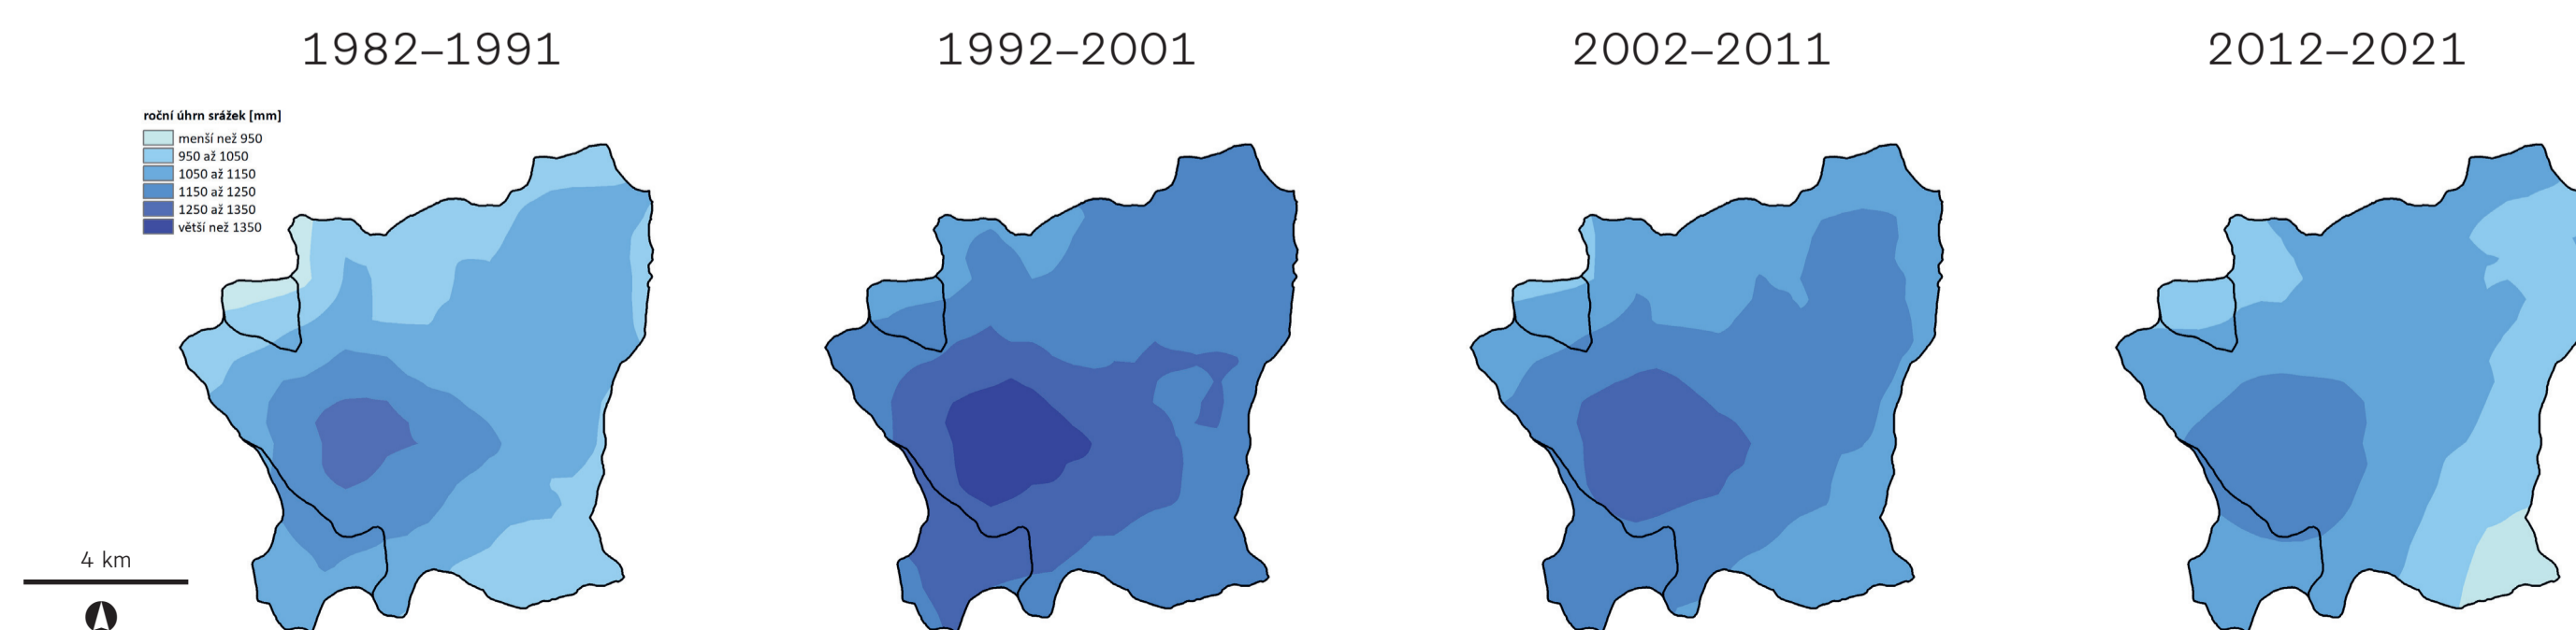 1982–1991
1992–2001
2002–2011
2012–2021
roční úhrn srážek [mm]
menší než 950
950 až 1050
1050 až 1150
1150 až 1250
1250 až 1350
větší než 1350
4 km